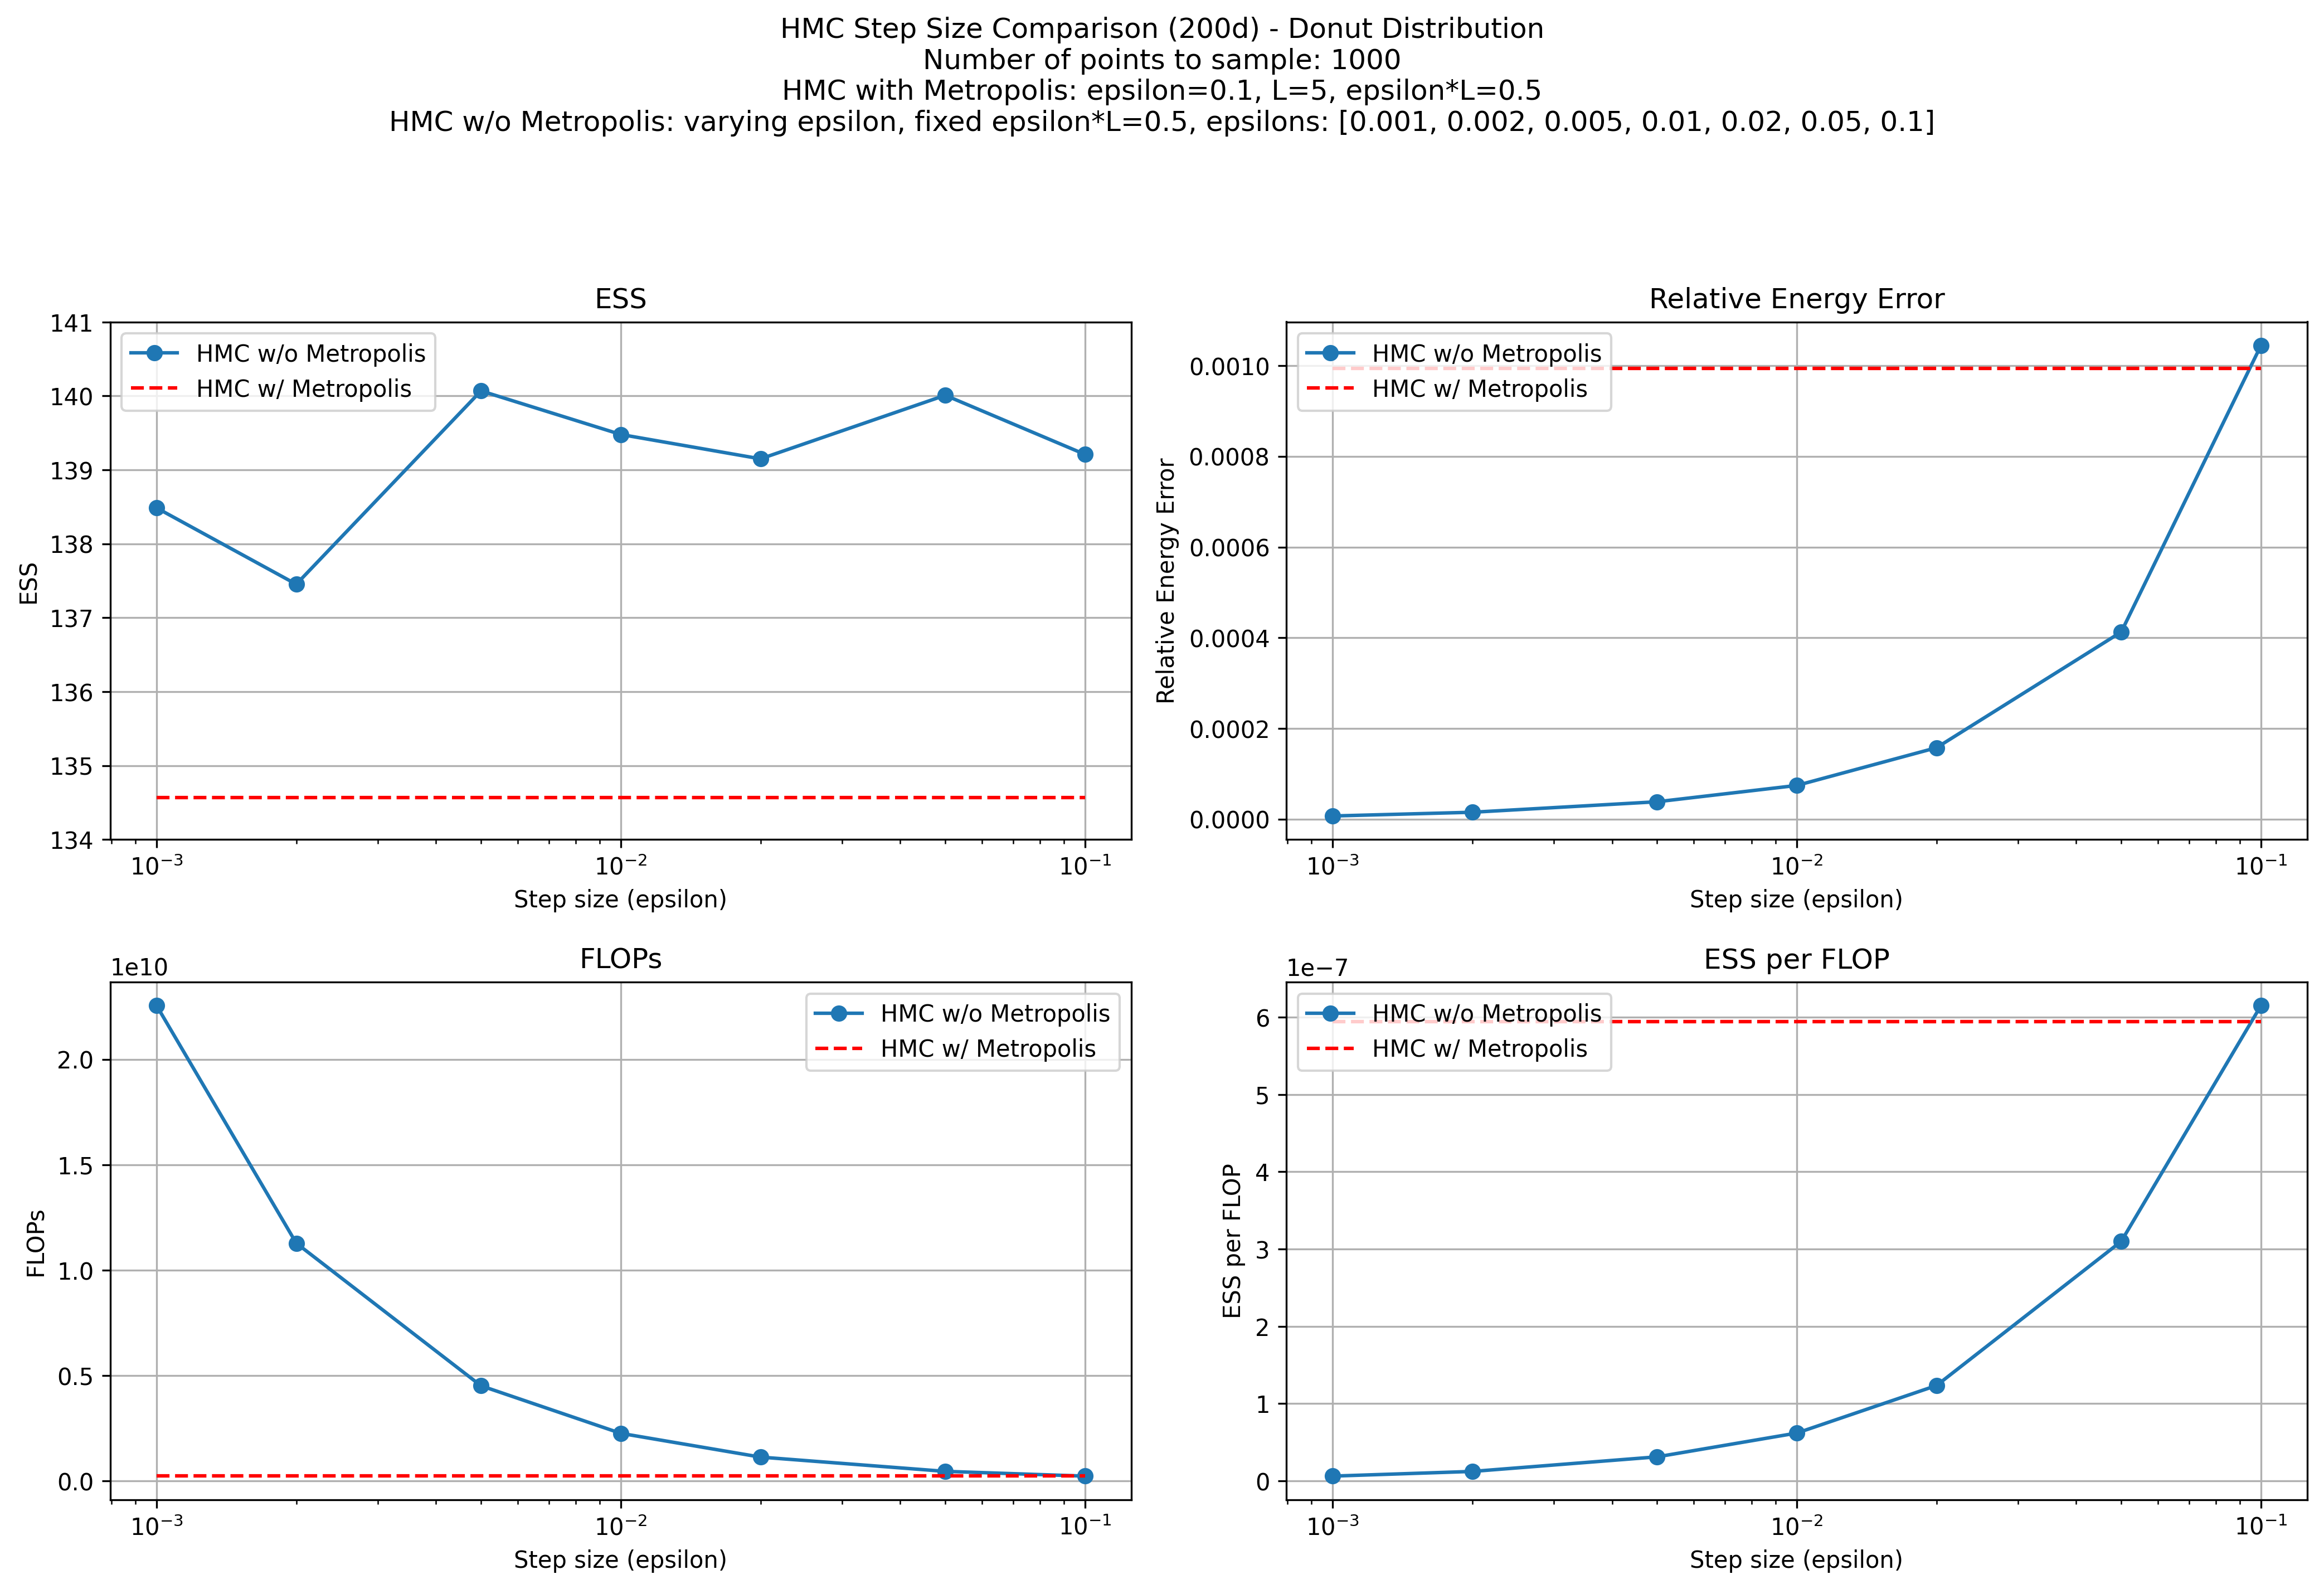 HMC Step Size Comparison (200d) - Donut Distribution
Number of points to sample: 1000
HMC with Metropolis: epsilon=0.1, L=5, epsilon*L=0.5
HMC w/o Metropolis: varying epsilon, fixed epsilon*L=0.5, epsilons: [0.001, 0.002, 0.005, 0.01, 0.02, 0.05, 0.1]
ESS
141
140
139
138
137
136
135
134
ESS
HMC w/o Metropolis
HMC w/ Metropolis
10⁻³
10⁻²
10⁻¹
Step size (epsilon)
Relative Energy Error
0.0010
0.0008
0.0006
0.0004
0.0002
0.0000
Relative Energy Error
HMC w/o Metropolis
HMC w/ Metropolis
10⁻³
10⁻²
10⁻¹
Step size (epsilon)
FLOPs
1e10
2.0
1.5
1.0
0.5
0.0
FLOPs
HMC w/o Metropolis
HMC w/ Metropolis
10⁻³
10⁻²
10⁻¹
Step size (epsilon)
ESS per FLOP
1e−7
6
5
4
3
2
1
0
ESS per FLOP
HMC w/o Metropolis
HMC w/ Metropolis
10⁻³
10⁻²
10⁻¹
Step size (epsilon)